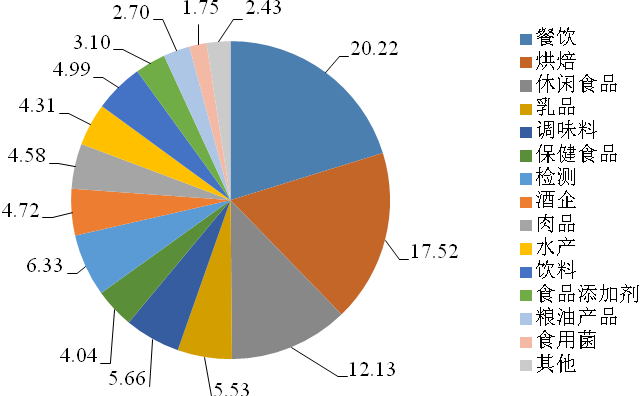 2.70
1.75
2.43
3.10
20.22
4.99
4.31
4.58
4.72
17.52
6.33
4.04
12.13
5.66
5.53
餐饮
烘焙
休闲食品
乳品
调味料
保健食品
检测
酒企
肉品
水产
饮料
食品添加剂
粮油产品
食用菌
其他